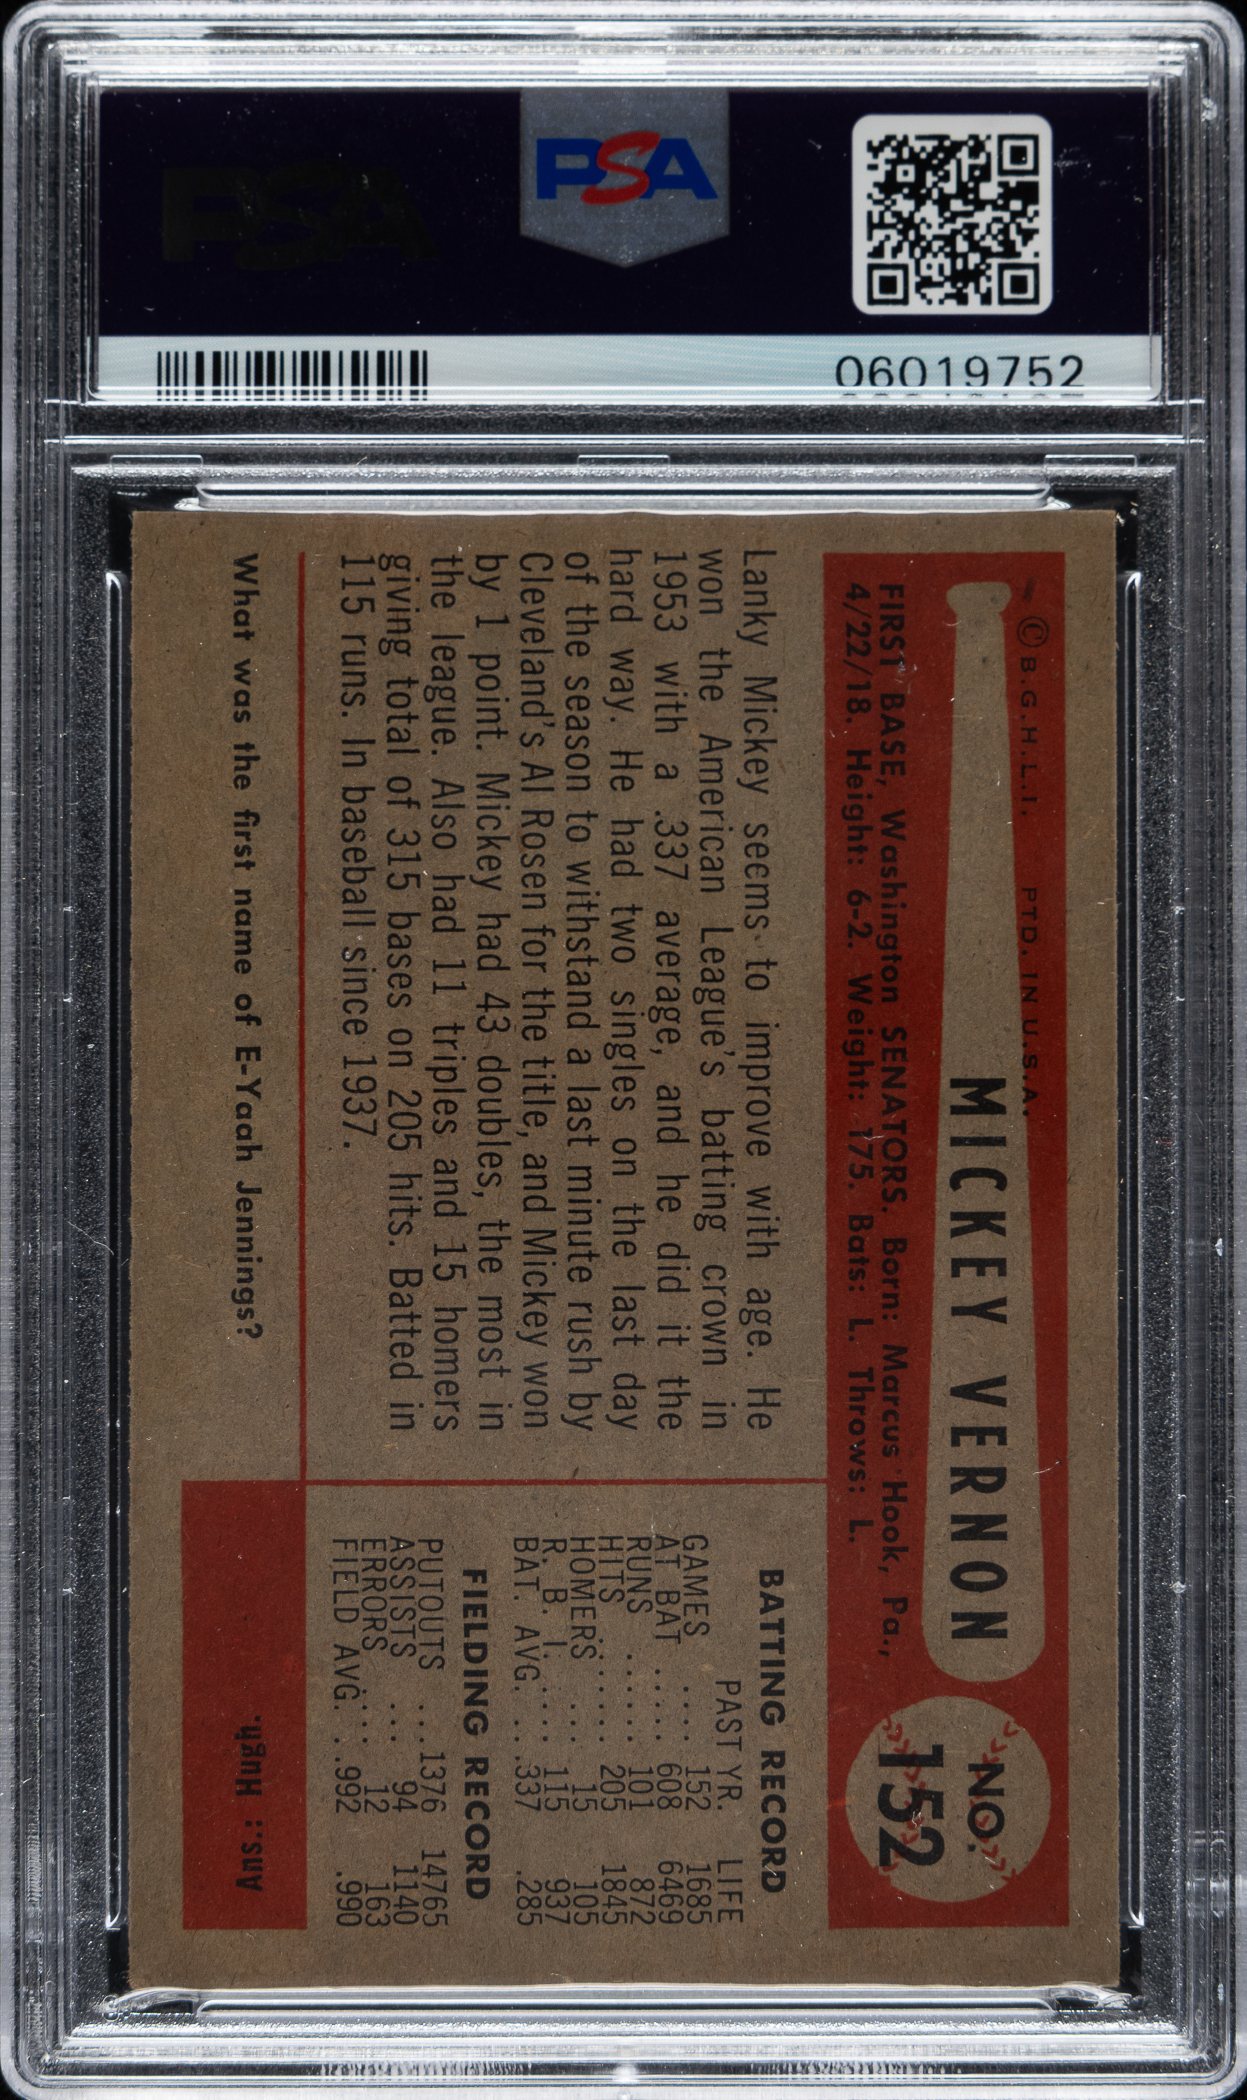 PSA
06019752
© B.G.H.L.I. PTD. IN U.S.A.
MICKEY VERNON
NO.
152
FIRST BASE, Washington SENATORS. Born: Marcus Hook, Pa.,
4/22/18. Height: 6-2. Weight: 175. Bats: L. Throws: L.
Lanky Mickey seems to improve with age. He
won the American League's batting crown in
1953 with a .337 average, and he did it the
hard way. He had two singles on the last day
of the season to withstand a last minute rush by
Cleveland's Al Rosen for the title, and Mickey won
by 1 point. Mickey had 43 doubles, the most in
the league. Also had 11 triples and 15 homers
giving total of 315 bases on 205 hits. Batted in
115 runs. In baseball since 1937.
BATTING RECORD
PAST YR. LIFE
GAMES .... 152 1685
AT BAT ..... 608 6469
RUNS ...... 101 872
HITS ...... 205 1845
HOMERS ... 15 105
R. B. I. .... 115 937
BAT. AVG. ... .337 .285
FIELDING RECORD
PUTOUTS ... 1376 14765
ASSISTS ... 94 1140
ERRORS ... 12 163
FIELD AVG. .. .992 .990
What was the first name of E-Yaah Jennings?
Ans.: Hugh.